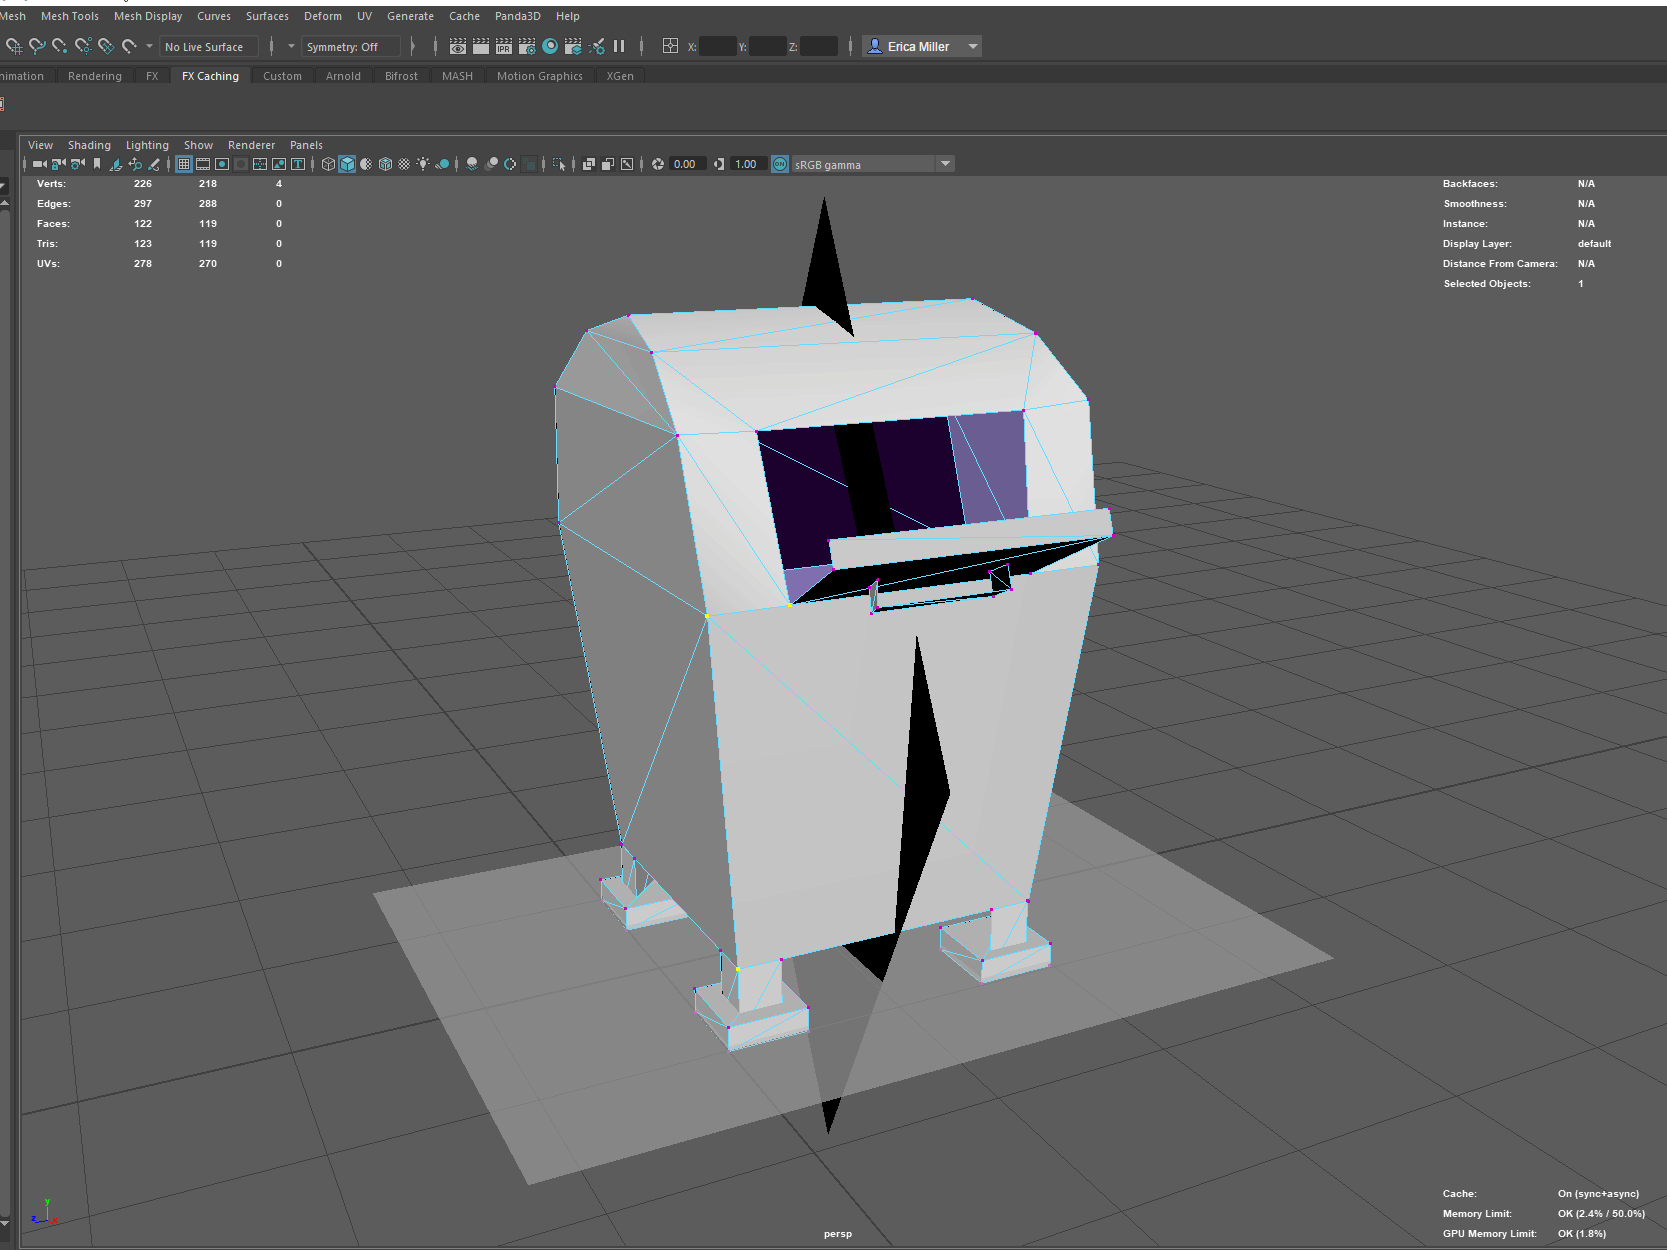 Mesh Mesh Tools Mesh Display Curves Surfaces Deform UV Generate Cache Panda3D Help
No Live Surface Symmetry: Off IPR X: Y: Z: Erica Miller
Rendering FX FX Caching Custom Arnold Bifrost MASH Motion Graphics XGen
View Shading Lighting Show Renderer Panels
0.00 1.00 ON sRGB gamma
Verts: 226 218 4 Backfaces: N/A
Edges: 297 288 0 Smoothness: N/A
Faces: 122 119 0 Instance: N/A
Tris: 123 119 0 Display Layer: default
UVs: 278 270 0 Distance From Camera: N/A
Selected Objects: 1
y
z x
Cache: On (sync+async)
Memory Limit: OK (2.4% / 50.0%)
persp GPU Memory Limit: OK (1.8%)